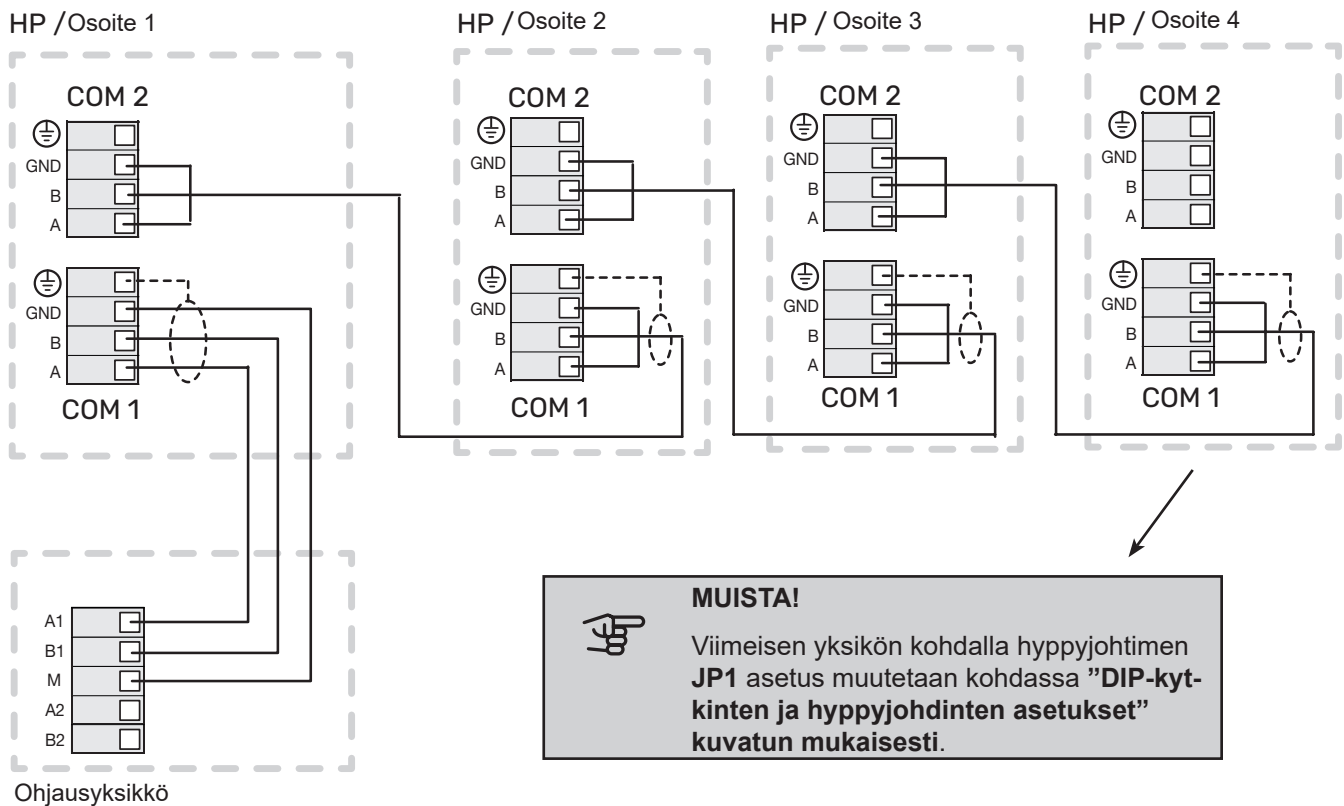 HP / Osoite 1
COM 2
GND
B
A
GND
B
A
COM 1
HP / Osoite 2
COM 2
GND
B
A
GND
B
A
COM 1
HP / Osoite 3
COM 2
GND
B
A
GND
B
A
COM 1
HP / Osoite 4
COM 2
GND
B
A
GND
B
A
COM 1
A1
B1
M
A2
B2
Ohjausyksikkö
MUISTA!
Viimeisen yksikön kohdalla hyppyjohtimen
JP1 asetus muutetaan kohdassa ”DIP-kyt-
kinten ja hyppyjohdinten asetukset”
kuvatun mukaisesti.